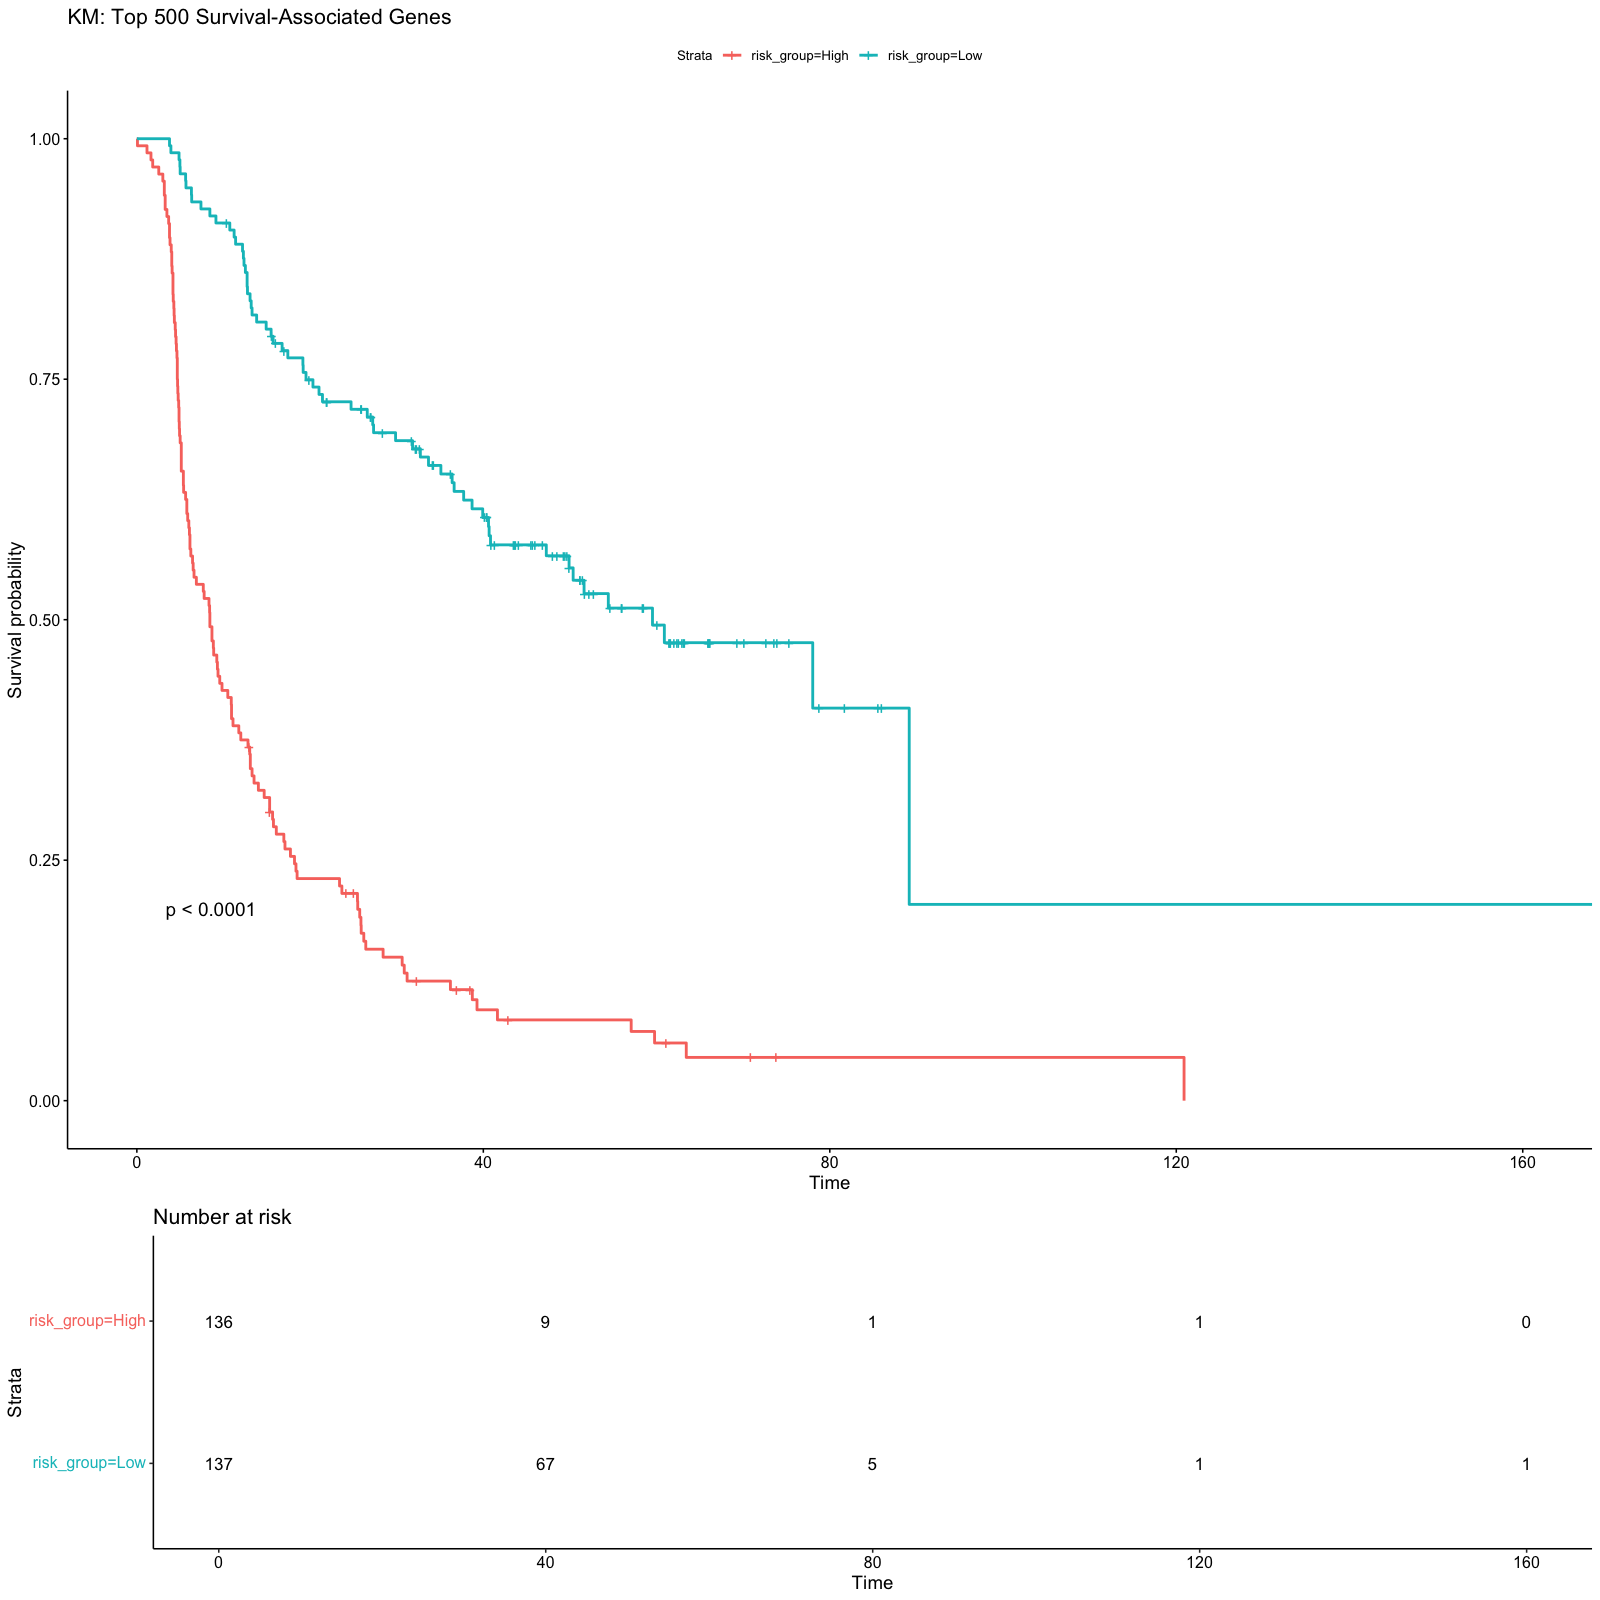 KM: Top 500 Survival-Associated Genes
Strata risk_group=High risk_group=Low
Survival probability
1.00
0.75
0.50
0.25
0.00
p < 0.0001
0 40 80 120 160
Time
Number at risk
Strata
risk_group=High 136 9 1 1 0
risk_group=Low 137 67 5 1 1
0 40 80 120 160
Time